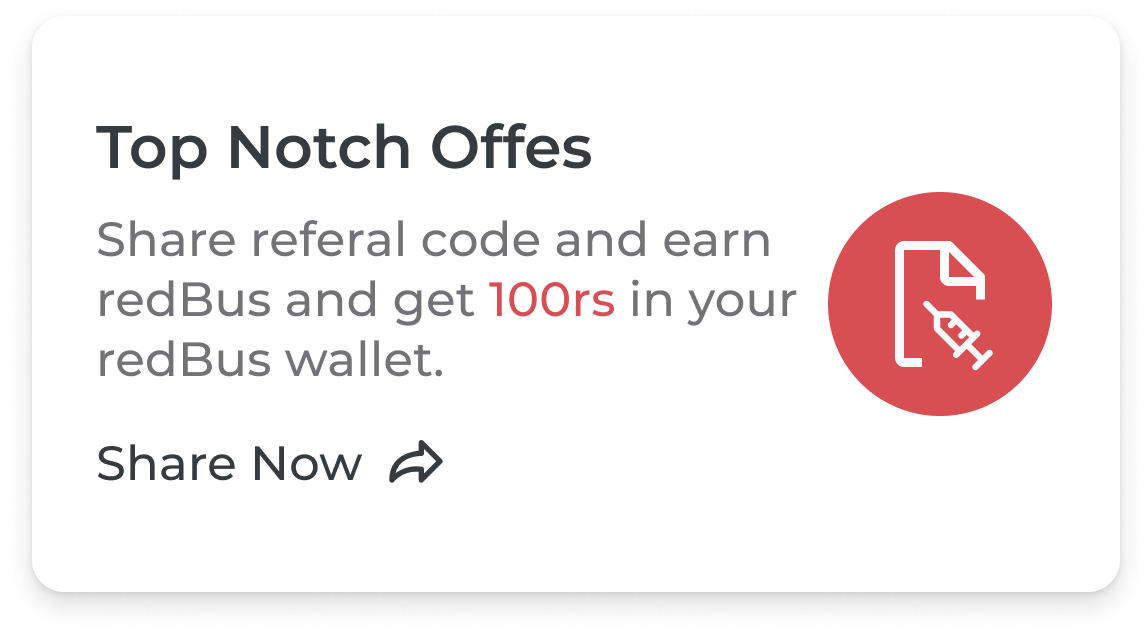 Top Notch Offes
Share referal code and earn
redBus and get 100rs in your
redBus wallet.
Share Now